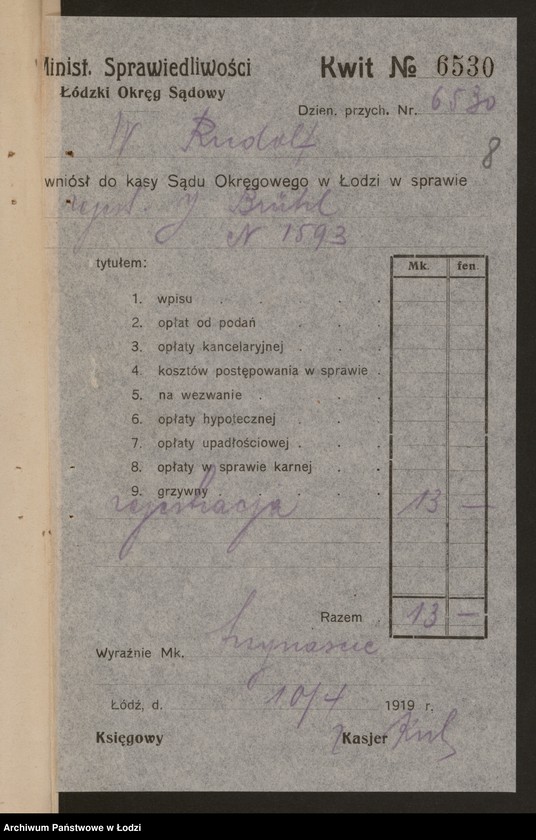 Minist. Sprawiedliwości
Kwit № 6530
Łódzki Okręg Sądowy
Dzien. przych. Nr. 6530
W Rudolf
8
wniósł do kasy Sądu Okręgowego w Łodzi w sprawie
rejest. J Brühl
N 1593
tytułem:
Mk. fen.
1. wpisu
2. opłat od podań
3. opłaty kancelaryjnej
4. kosztów postępowania w sprawie
5. na wezwanie
6. opłaty hypotecznej
7. opłaty upadłościowej
8. opłaty w sprawie karnej
9. grzywny
rejestracja 13 —
Razem 13 —
Wyraźnie Mk. trzynaście
Łódź, d. 10/4 1919 r.
Księgowy Kasjer
Archiwum Państwowe w Łodzi